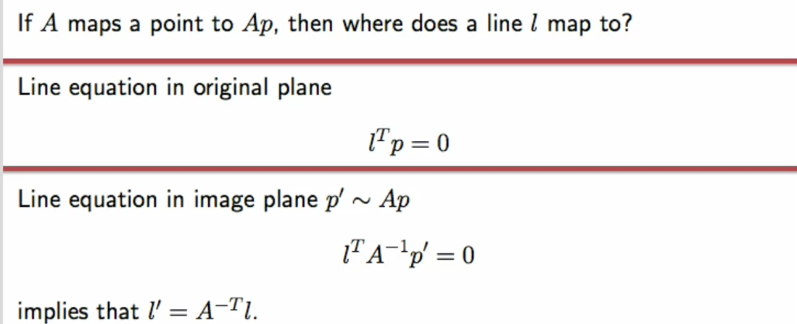 If A maps a point to Ap, then where does a line l map to?
Line equation in original plane
l^T p = 0
Line equation in image plane p′ ∼ Ap
l^T A^{−1} p′ = 0
implies that l′ = A^{−T} l.